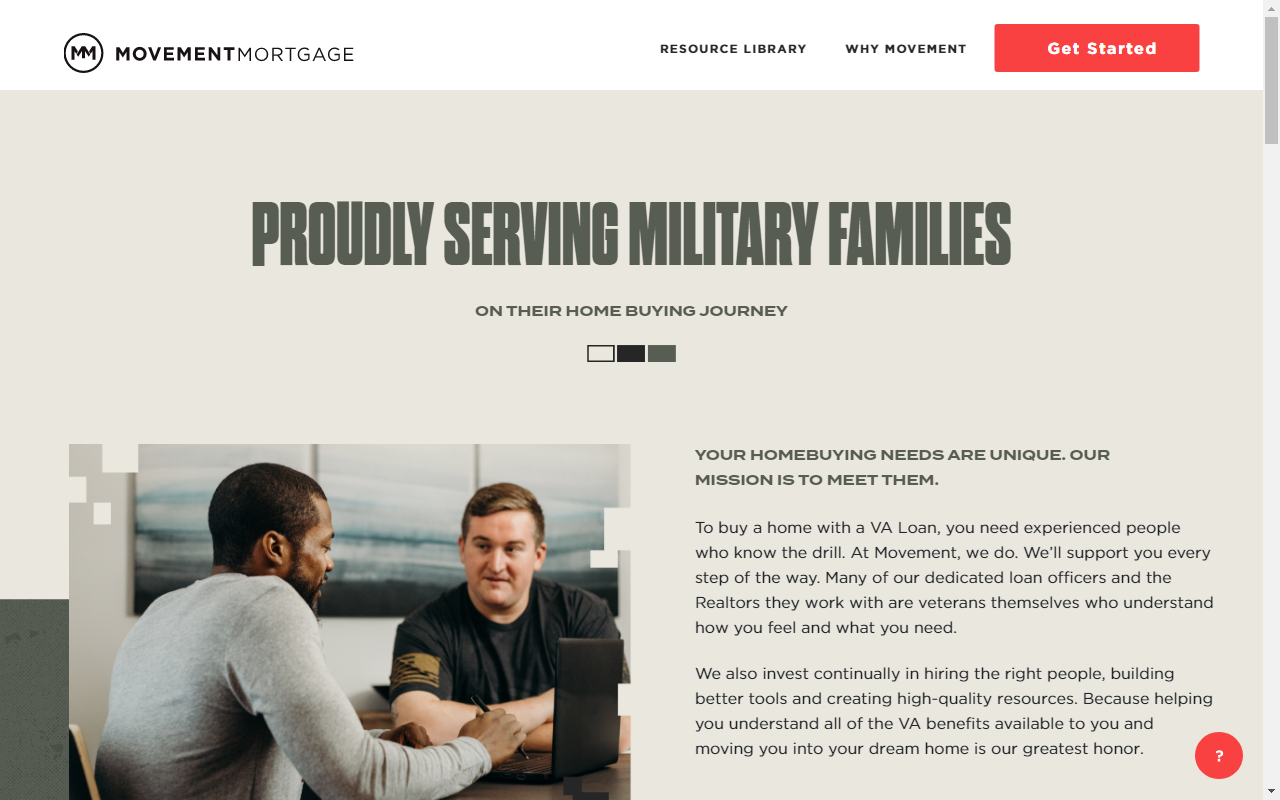 MOVEMENTMORTGAGE
RESOURCE LIBRARY
WHY MOVEMENT
Get Started
PROUDLY SERVING MILITARY FAMILIES
ON THEIR HOME BUYING JOURNEY
YOUR HOMEBUYING NEEDS ARE UNIQUE. OUR
MISSION IS TO MEET THEM.
To buy a home with a VA Loan, you need experienced people
who know the drill. At Movement, we do. We’ll support you every
step of the way. Many of our dedicated loan officers and the
Realtors they work with are veterans themselves who understand
how you feel and what you need.
We also invest continually in hiring the right people, building
better tools and creating high-quality resources. Because helping
you understand all of the VA benefits available to you and
moving you into your dream home is our greatest honor.
?